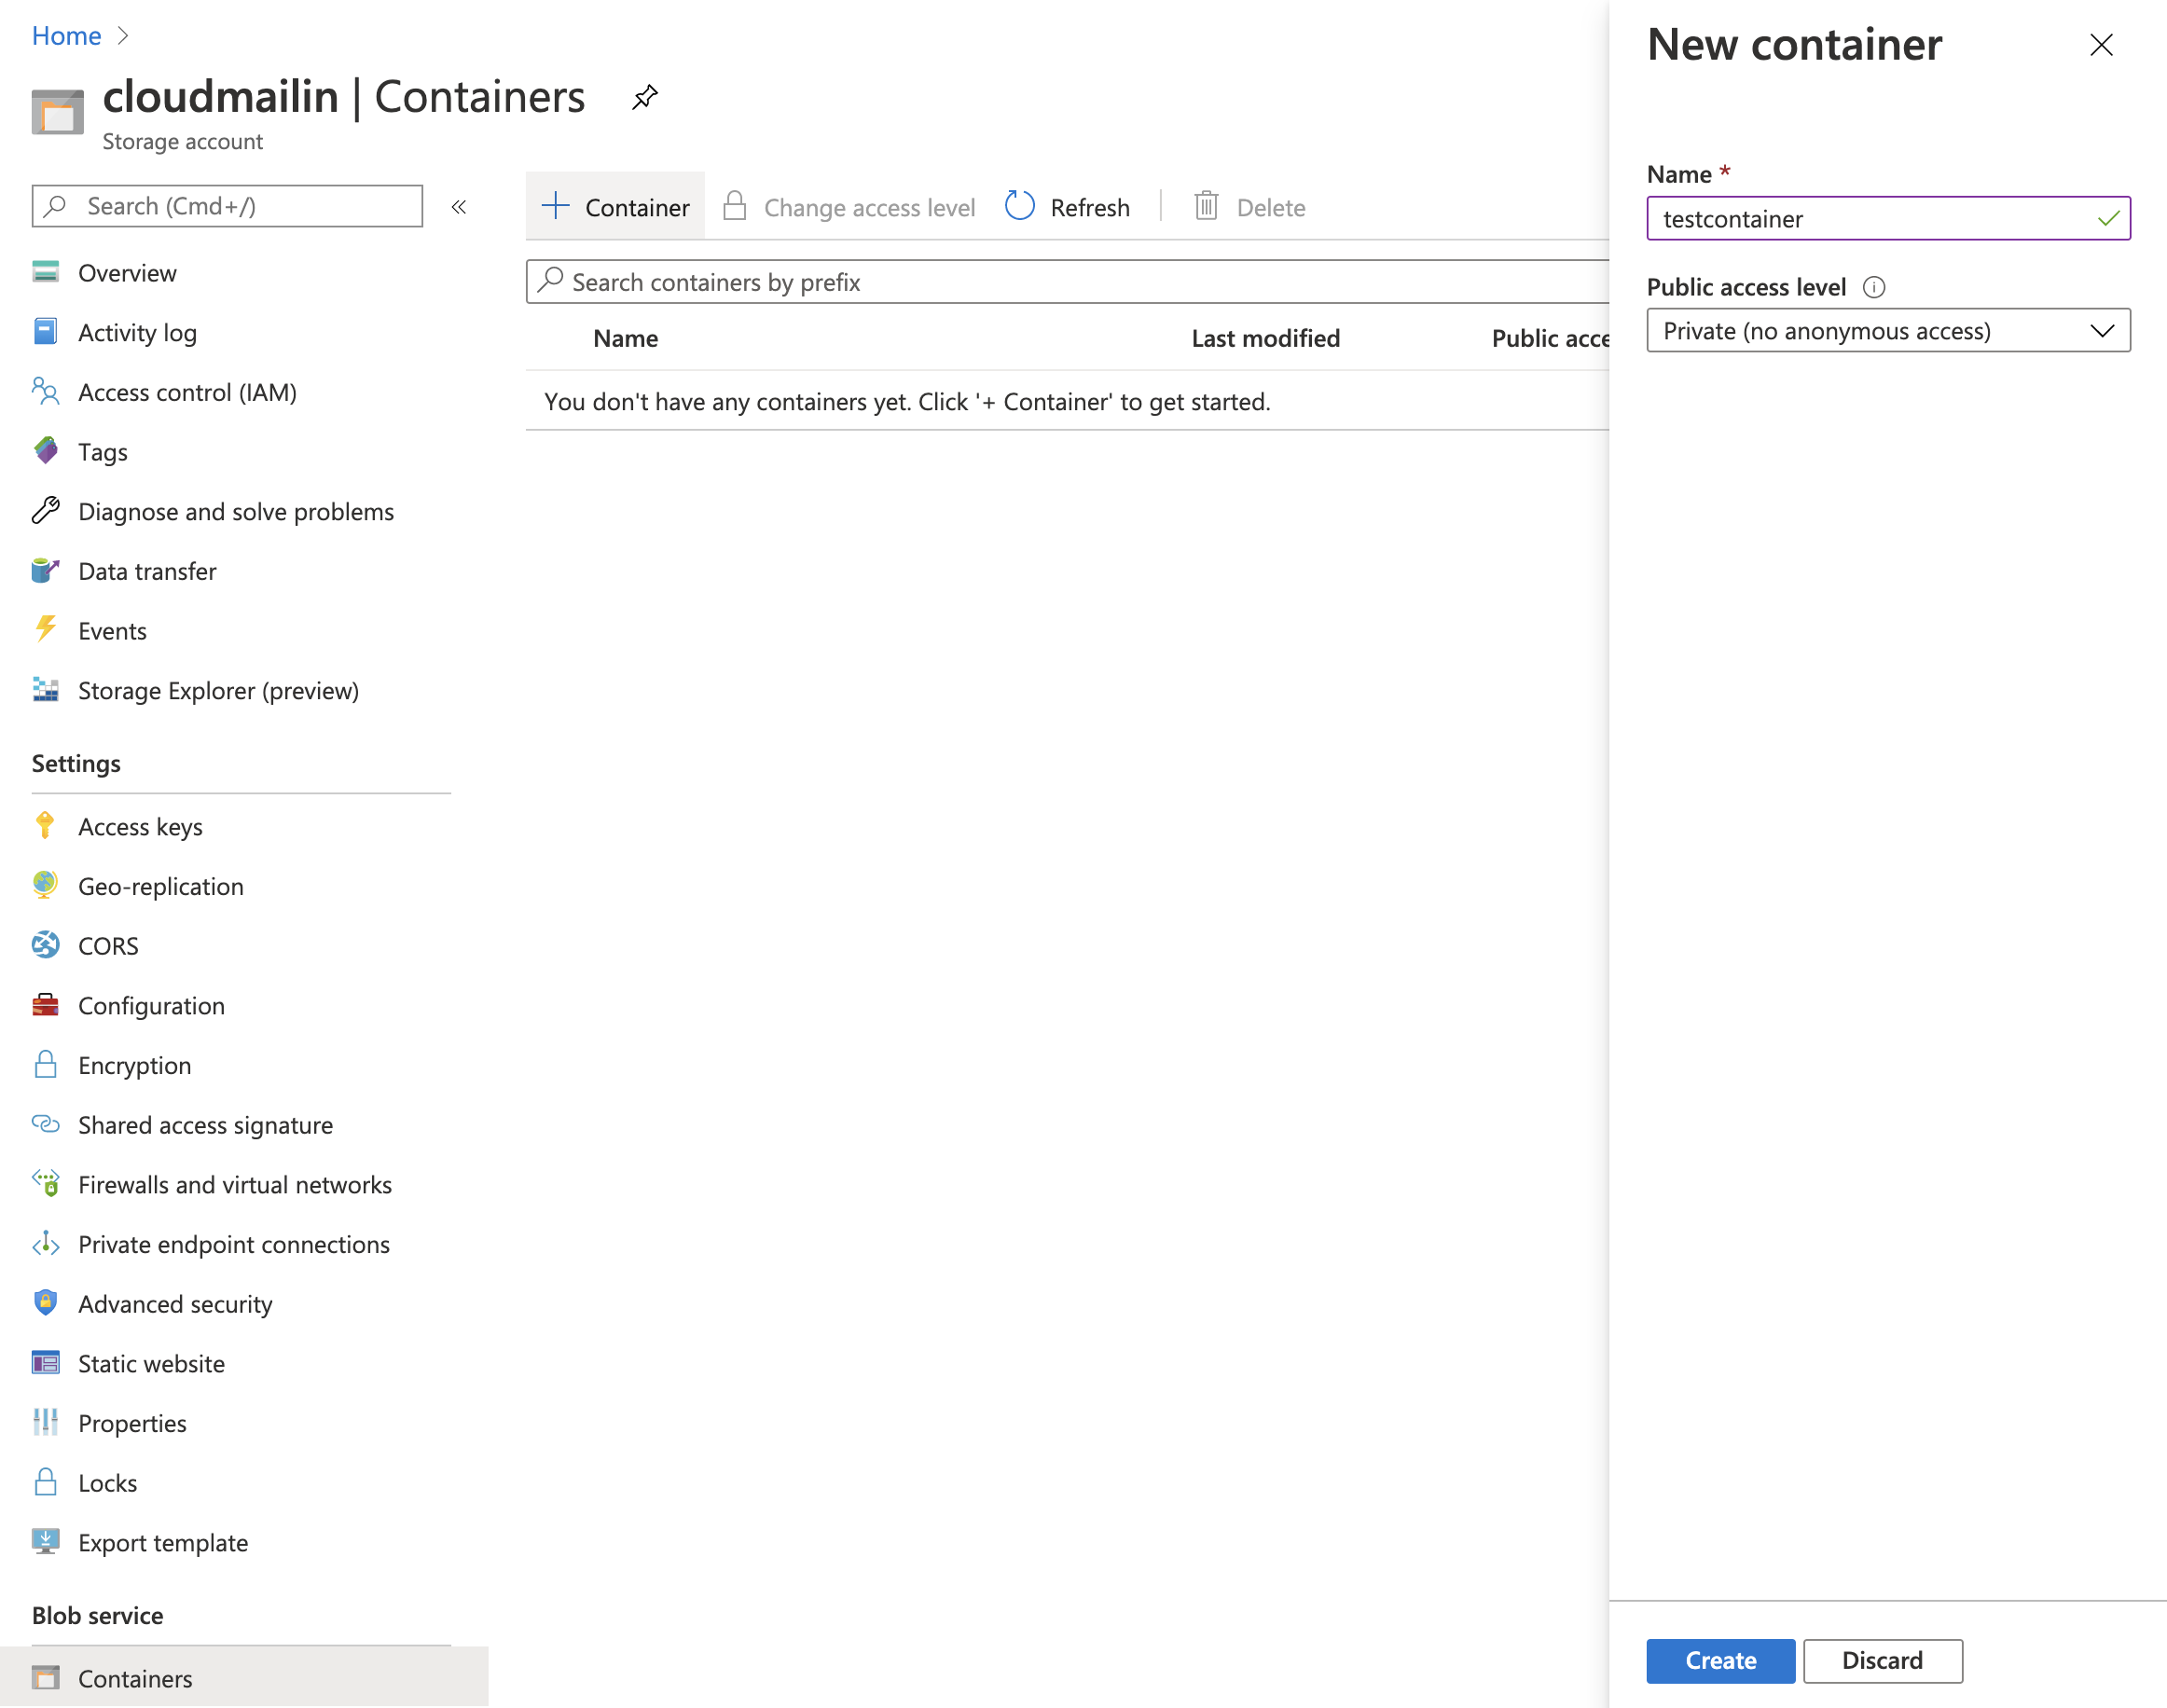 Home
cloudmailin | Containers
Storage account
Search (Cmd+/)
«
Overview
Activity log
Access control (IAM)
Tags
Diagnose and solve problems
Data transfer
Events
Storage Explorer (preview)
Settings
Access keys
Geo-replication
CORS
Configuration
Encryption
Shared access signature
Firewalls and virtual networks
Private endpoint connections
Advanced security
Static website
Properties
Locks
Export template
Blob service
Containers
Container Change access level Refresh Delete
Search containers by prefix
Name Last modified Public acce
You don't have any containers yet. Click '+ Container' to get started.
New container
Name *
testcontainer
Public access level
Private (no anonymous access)
Create Discard